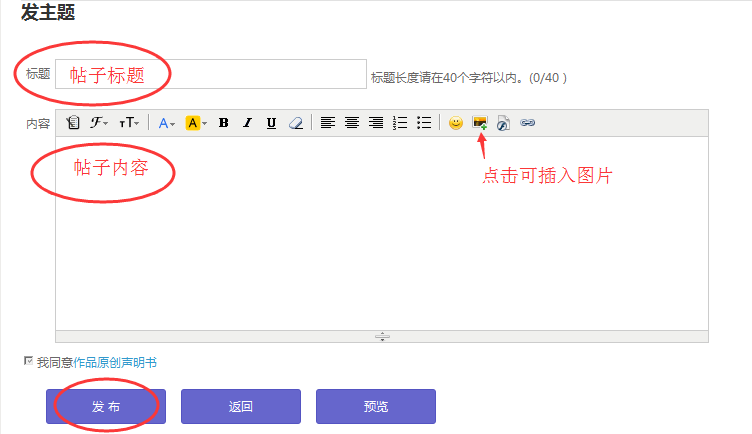 发主题
标题 帖子标题 标题长度请在40个字符以内。(0/40 )
内容 ℱ TT A A B I U
帖子内容
点击可插入图片
我同意作品原创声明书
发 布 返回 预览